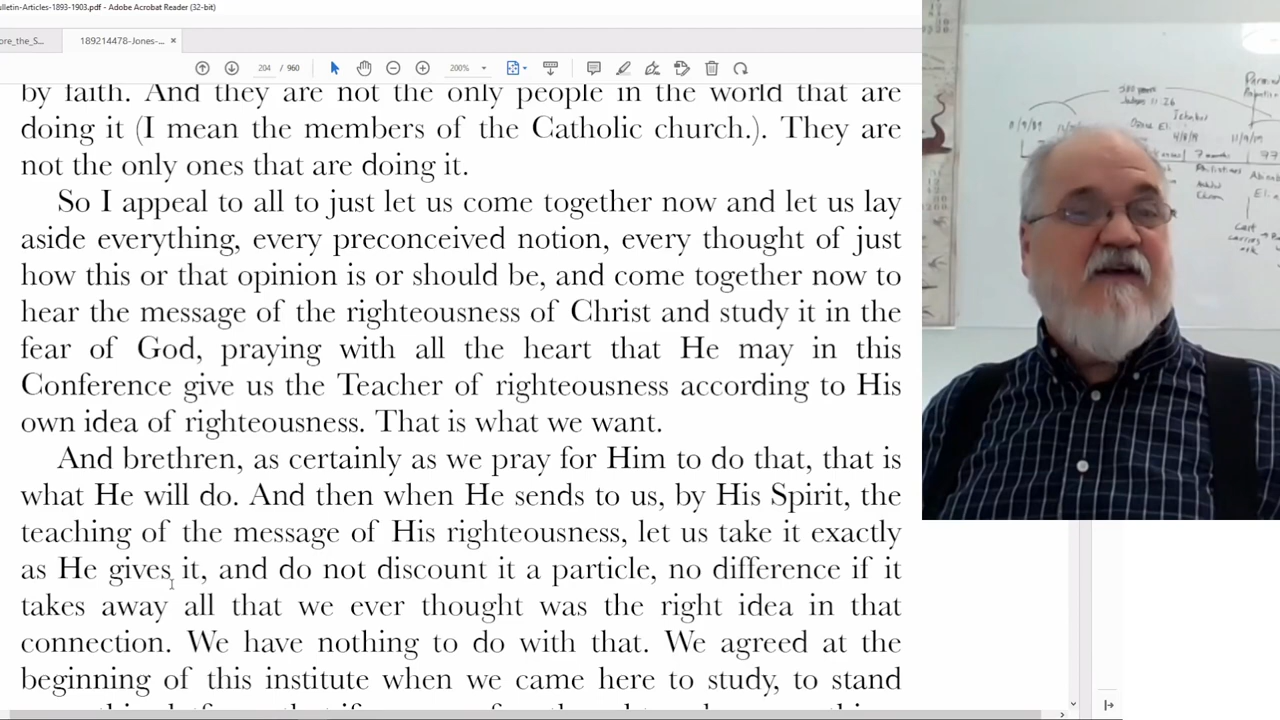 ulletin-Articles-1893-1903.pdf - Adobe Acrobat Reader (32-bit)
ore_the_S...
189214478-Jones-... ×
204 / 960
200%
by faith. And they are not the only people in the world that are
doing it (I mean the members of the Catholic church.). They are
not the only ones that are doing it.
So I appeal to all to just let us come together now and let us lay
aside everything, every preconceived notion, every thought of just
how this or that opinion is or should be, and come together now to
hear the message of the righteousness of Christ and study it in the
fear of God, praying with all the heart that He may in this
Conference give us the Teacher of righteousness according to His
own idea of righteousness. That is what we want.
And brethren, as certainly as we pray for Him to do that, that is
what He will do. And then when He sends to us, by His Spirit, the
teaching of the message of His righteousness, let us take it exactly
as He gives it, and do not discount it a particle, no difference if it
takes away all that we ever thought was the right idea in that
connection. We have nothing to do with that. We agreed at the
beginning of this institute when we came here to study, to stand
Judges 11:26
11/9/19
7 months
Philistines